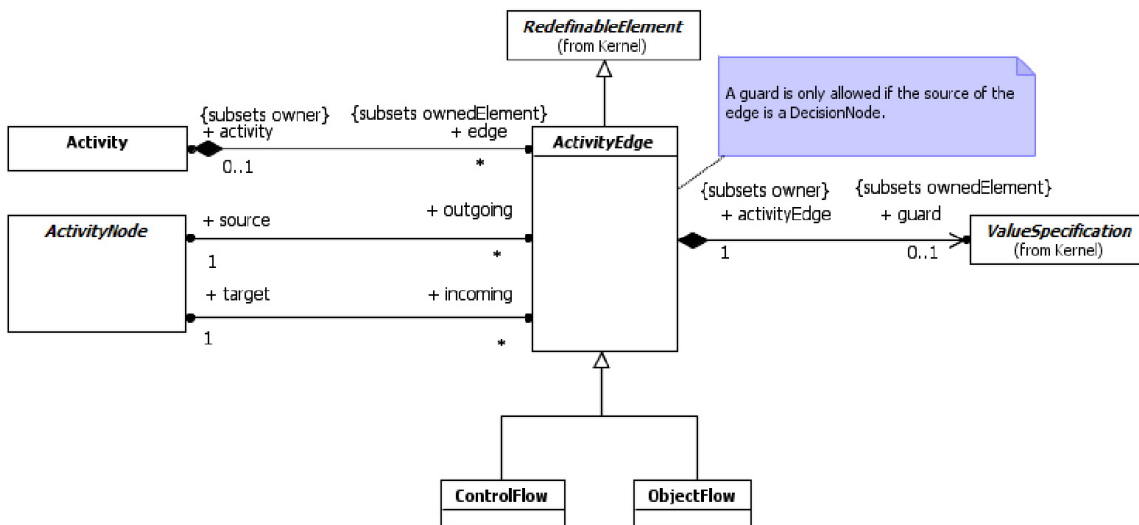 RedefinableElement
(from Kernel)
A guard is only allowed if the source of the
edge is a DecisionNode.
{subsets owner}
+ activity
0..1
{subsets ownedElement}
+ edge
*
Activity
ActivityEdge
ActivityNode
+ source
1
+ outgoing
*
+ target
1
+ incoming
*
{subsets owner}
+ activityEdge
1
{subsets ownedElement}
+ guard
0..1
ValueSpecification
(from Kernel)
ControlFlow
ObjectFlow